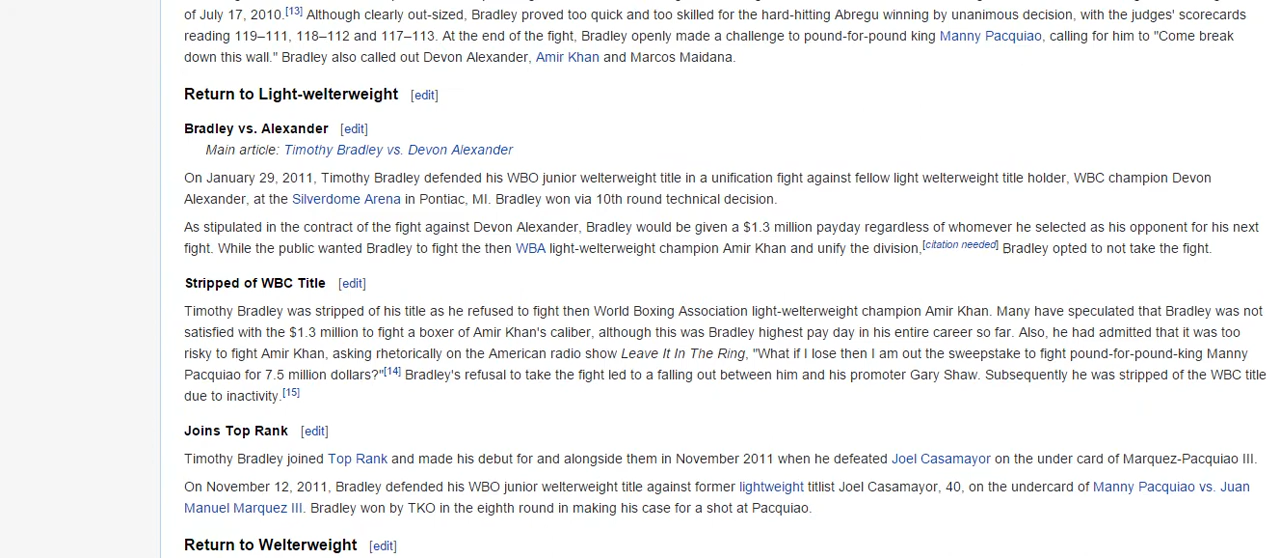 of July 17, 2010.[13] Although clearly out-sized, Bradley proved too quick and too skilled for the hard-hitting Abregu winning by unanimous decision, with the judges' scorecards
reading 119–111, 118–112 and 117–113. At the end of the fight, Bradley openly made a challenge to pound-for-pound king Manny Pacquiao, calling for him to "Come break
down this wall." Bradley also called out Devon Alexander, Amir Khan and Marcos Maidana.
Return to Light-welterweight [edit]
Bradley vs. Alexander [edit]
Main article: Timothy Bradley vs. Devon Alexander
On January 29, 2011, Timothy Bradley defended his WBO junior welterweight title in a unification fight against fellow light welterweight title holder, WBC champion Devon
Alexander, at the Silverdome Arena in Pontiac, MI. Bradley won via 10th round technical decision.
As stipulated in the contract of the fight against Devon Alexander, Bradley would be given a $1.3 million payday regardless of whomever he selected as his opponent for his next
fight. While the public wanted Bradley to fight the then WBA light-welterweight champion Amir Khan and unify the division,[citation needed] Bradley opted to not take the fight.
Stripped of WBC Title [edit]
Timothy Bradley was stripped of his title as he refused to fight then World Boxing Association light-welterweight champion Amir Khan. Many have speculated that Bradley was not
satisfied with the $1.3 million to fight a boxer of Amir Khan's caliber, although this was Bradley highest pay day in his entire career so far. Also, he had admitted that it was too
risky to fight Amir Khan, asking rhetorically on the American radio show Leave It In The Ring, "What if I lose then I am out the sweepstake to fight pound-for-pound-king Manny
Pacquiao for 7.5 million dollars?"[14] Bradley's refusal to take the fight led to a falling out between him and his promoter Gary Shaw. Subsequently he was stripped of the WBC title
due to inactivity.[15]
Joins Top Rank [edit]
Timothy Bradley joined Top Rank and made his debut for and alongside them in November 2011 when he defeated Joel Casamayor on the under card of Marquez-Pacquiao III.
On November 12, 2011, Bradley defended his WBO junior welterweight title against former lightweight titlist Joel Casamayor, 40, on the undercard of Manny Pacquiao vs. Juan
Manuel Marquez III. Bradley won by TKO in the eighth round in making his case for a shot at Pacquiao.
Return to Welterweight [edit]